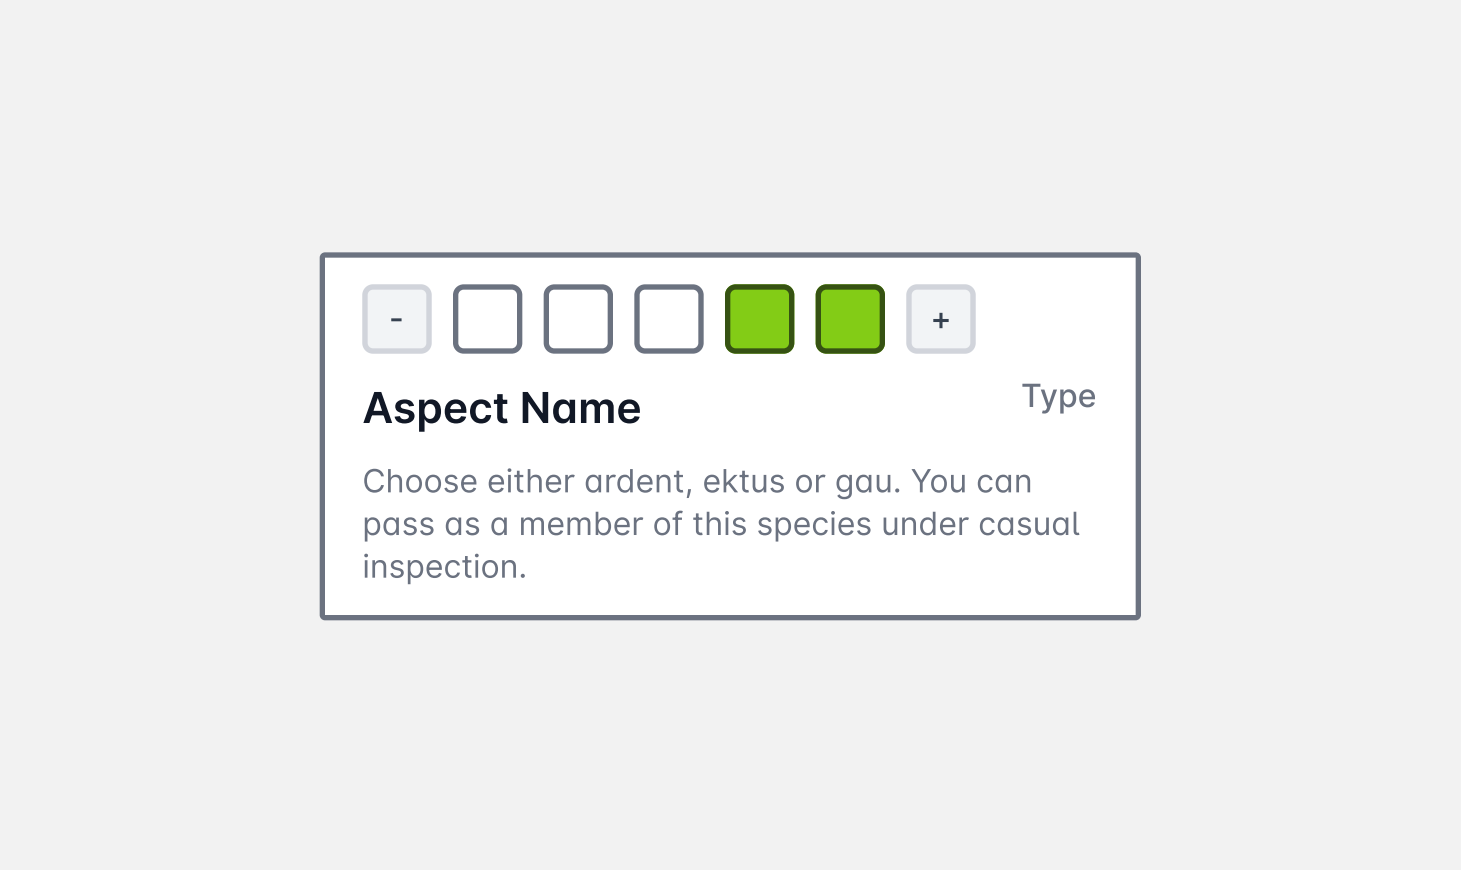 - +
Aspect Name
Type
Choose either ardent, ektus or gau. You can
pass as a member of this species under casual
inspection.